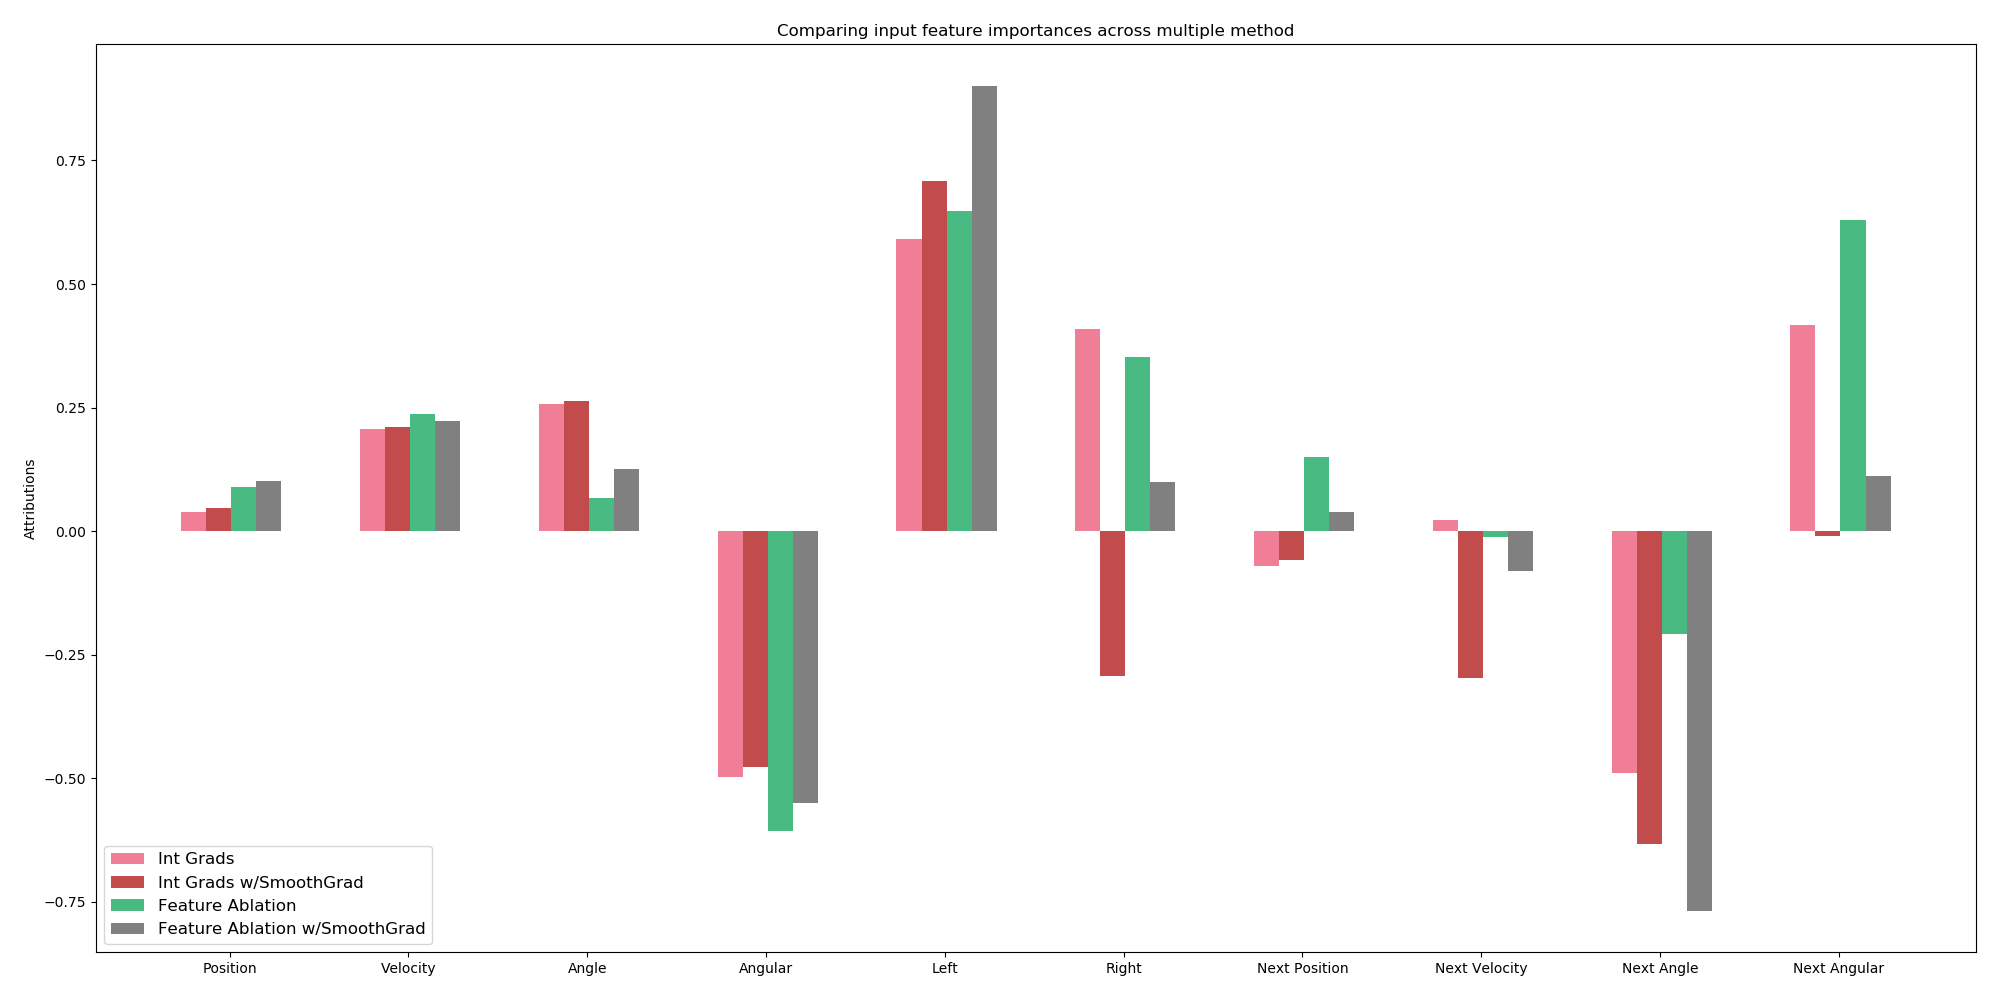 Comparing input feature importances across multiple method
Attributions
0.75
0.50
0.25
0.00
−0.25
−0.50
−0.75
Int Grads
Int Grads w/SmoothGrad
Feature Ablation
Feature Ablation w/SmoothGrad
Position Velocity Angle Angular Left Right Next Position Next Velocity Next Angle Next Angular